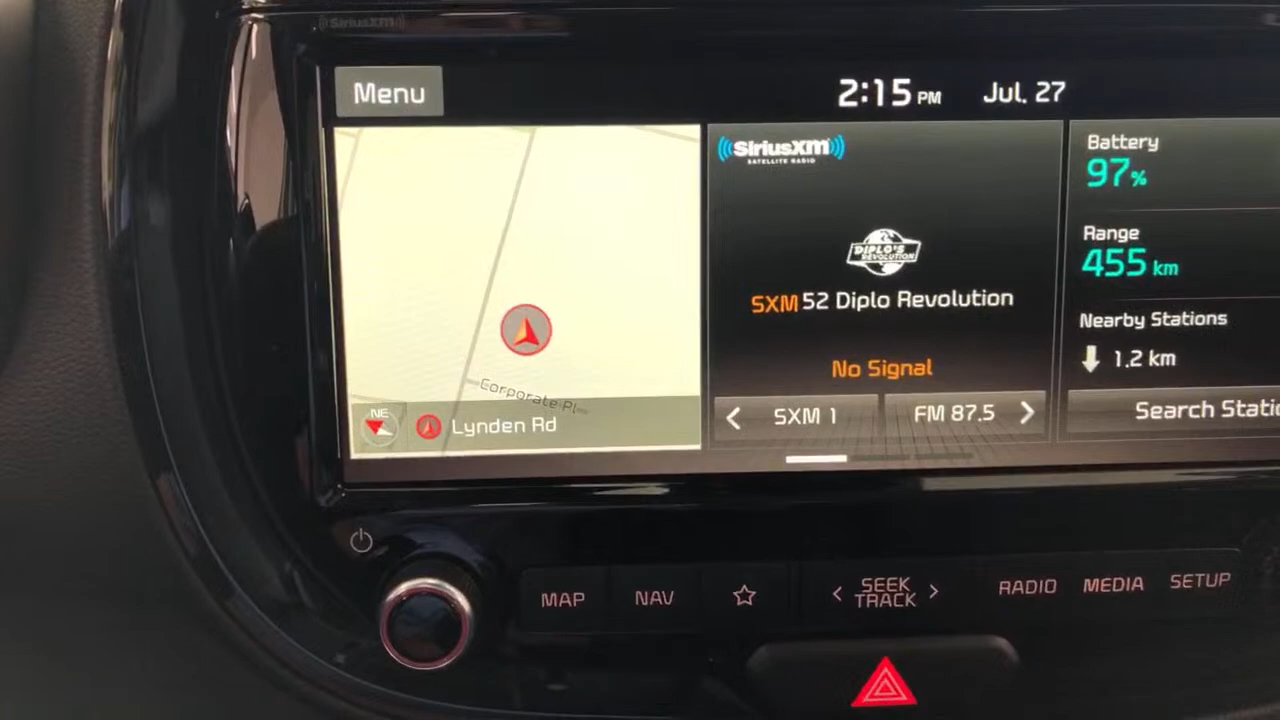 SiriusXM
Menu
2:15 PM Jul. 27
SiriusXM
SATELLITE RADIO
DIPLO'S
REVOLUTION
SXM 52 Diplo Revolution
No Signal
SXM 1
FM 87.5
Battery
97%
Range
455 km
Nearby Stations
1.2 km
Corporate Pl
NE
Lynden Rd
MAP
NAV
SEEK
TRACK
RADIO
MEDIA
SETUP